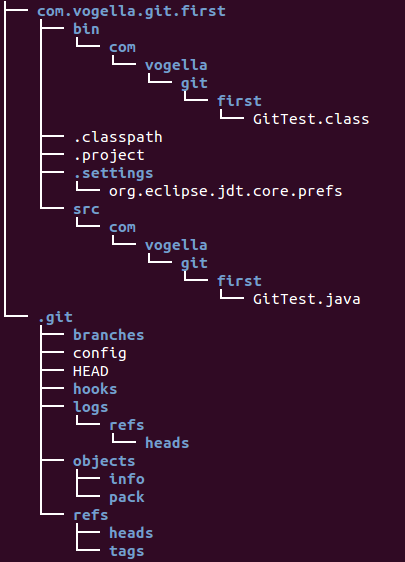 com.vogella.git.first
bin
com
vogella
git
first
GitTest.class
.classpath
.project
.settings
org.eclipse.jdt.core.prefs
src
com
vogella
git
first
GitTest.java
.git
branches
config
HEAD
hooks
logs
refs
heads
objects
info
pack
refs
heads
tags